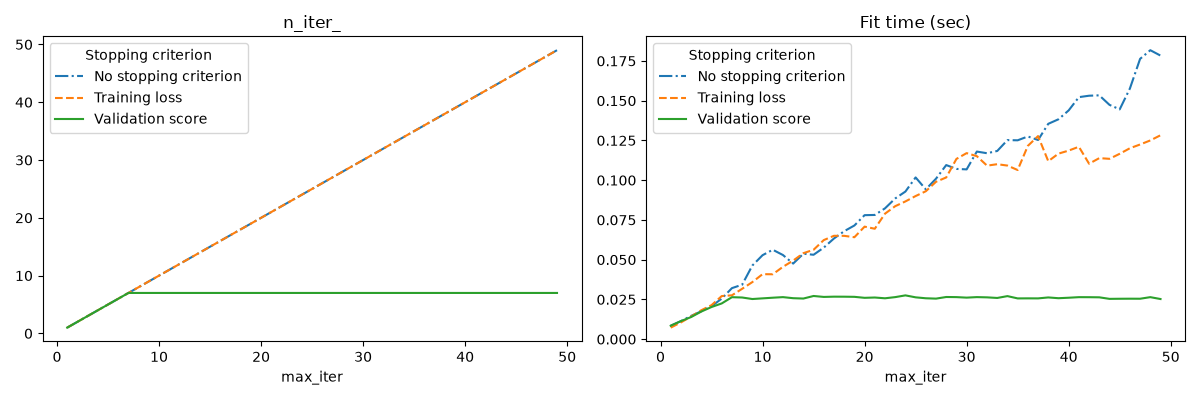 n_iter_
50
40
30
20
10
0
Stopping criterion
No stopping criterion
Training loss
Validation score
0
10
20
30
40
50
max_iter
Fit time (sec)
0.175
0.150
0.125
0.100
0.075
0.050
0.025
0.000
Stopping criterion
No stopping criterion
Training loss
Validation score
0
10
20
30
40
50
max_iter